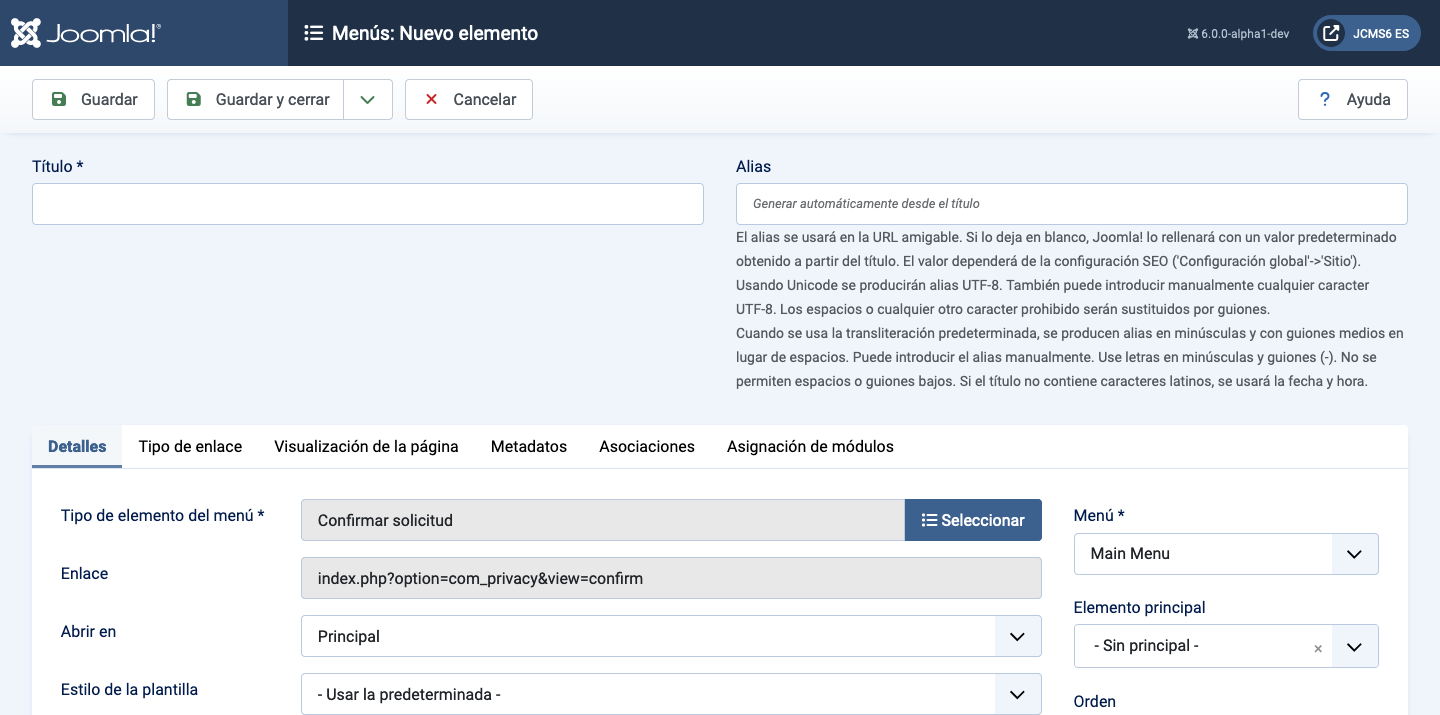 Joomla!®
Menús: Nuevo elemento
6.0.0-alpha1-dev
JCMS6 ES
Guardar
Guardar y cerrar
Cancelar
? Ayuda
Título *
Alias
Generar automáticamente desde el título
El alias se usará en la URL amigable. Si lo deja en blanco, Joomla! lo rellenará con un valor predeterminado
obtenido a partir del título. El valor dependerá de la configuración SEO ('Configuración global'->'Sitio').
Usando Unicode se producirán alias UTF-8. También puede introducir manualmente cualquier caracter
UTF-8. Los espacios o cualquier otro caracter prohibido serán sustituidos por guiones.
Cuando se usa la transliteración predeterminada, se producen alias en minúsculas y con guiones medios en
lugar de espacios. Puede introducir el alias manualmente. Use letras en minúsculas y guiones (-). No se
permiten espacios o guiones bajos. Si el título no contiene caracteres latinos, se usará la fecha y hora.
Detalles
Tipo de enlace
Visualización de la página
Metadatos
Asociaciones
Asignación de módulos
Tipo de elemento del menú *
Confirmar solicitud
Seleccionar
Enlace
index.php?option=com_privacy&view=confirm
Abrir en
Principal
Estilo de la plantilla
- Usar la predeterminada -
Menú *
Main Menu
Elemento principal
- Sin principal - ×
Orden